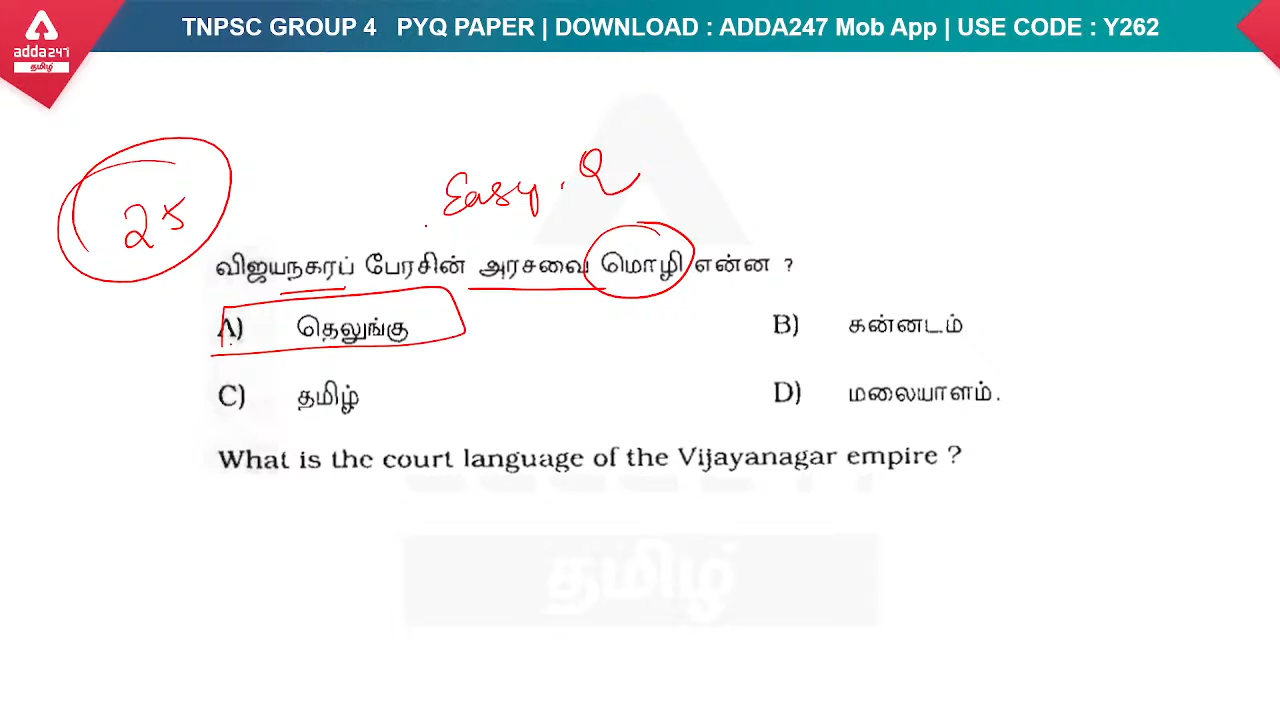 adda247
தமிழ்
TNPSC GROUP 4 PYQ PAPER | DOWNLOAD : ADDA247 Mob App | USE CODE : Y262
25
Easy. Q
விஜயநகரப் பேரசின் அரசவை மொழி என்ன ?
A) தெலுங்கு B) கன்னடம்
C) தமிழ் D) மலையாளம்.
What is the court language of the Vijayanagar empire ?
தமிழ்